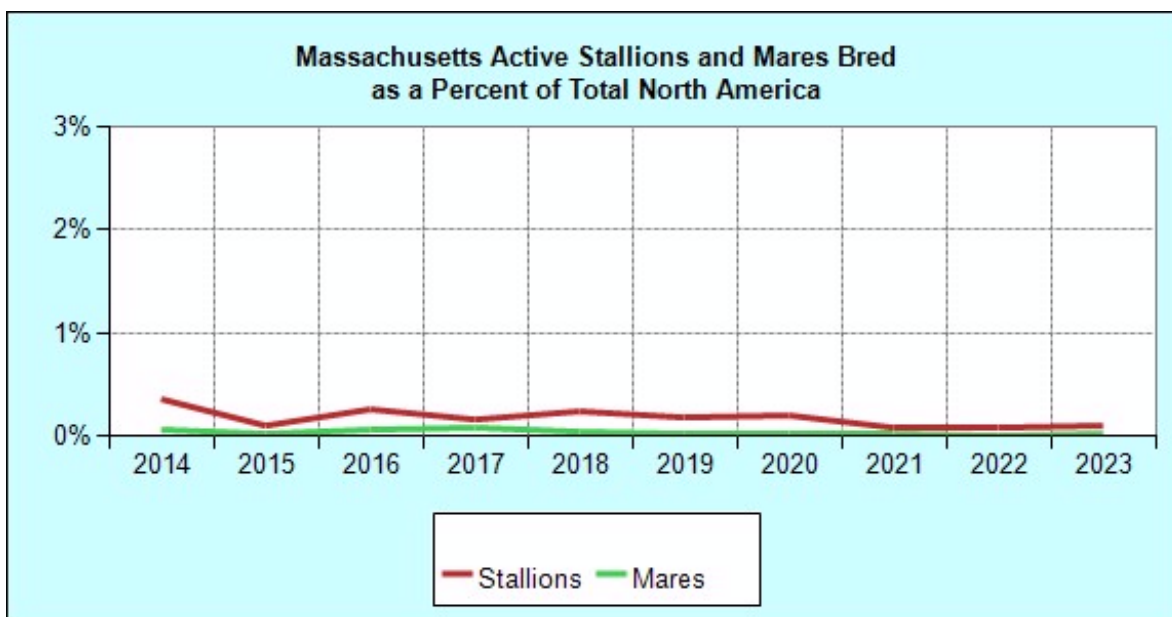 Massachusetts Active Stallions and Mares Bred
as a Percent of Total North America
3%
2%
1%
0%
2014 2015 2016 2017 2018 2019 2020 2021 2022 2023
Stallions Mares